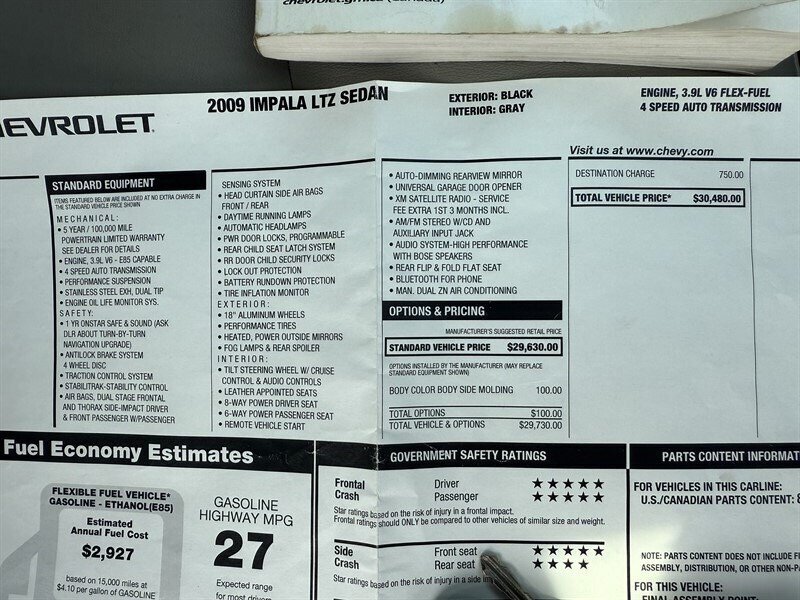 chevrolet.gm.ca (Canada)
CHEVROLET
2009 IMPALA LTZ SEDAN
EXTERIOR: BLACK
INTERIOR: GRAY
ENGINE, 3.9L V6 FLEX-FUEL
4 SPEED AUTO TRANSMISSION
Visit us at www.chevy.com
STANDARD EQUIPMENT
ITEMS FEATURED BELOW ARE INCLUDED AT NO EXTRA CHARGE IN
THE STANDARD VEHICLE PRICE SHOWN
MECHANICAL:
• 5 YEAR / 100,000 MILE
POWERTRAIN LIMITED WARRANTY
SEE DEALER FOR DETAILS
• ENGINE, 3.9L V6 - E85 CAPABLE
• 4 SPEED AUTO TRANSMISSION
• PERFORMANCE SUSPENSION
• STAINLESS STEEL EXH, DUAL TIP
• ENGINE OIL LIFE MONITOR SYS.
SAFETY:
• 1 YR ONSTAR SAFE & SOUND (ASK
DLR ABOUT TURN-BY-TURN
NAVIGATION UPGRADE)
• ANTILOCK BRAKE SYSTEM
4 WHEEL DISC
• TRACTION CONTROL SYSTEM
• STABILITRAK-STABILITY CONTROL
• AIR BAGS, DUAL STAGE FRONTAL
AND THORAX SIDE-IMPACT DRIVER
& FRONT PASSENGER W/PASSENGER
SENSING SYSTEM
• HEAD CURTAIN SIDE AIR BAGS
FRONT / REAR
• DAYTIME RUNNING LAMPS
• AUTOMATIC HEADLAMPS
• PWR DOOR LOCKS, PROGRAMMABLE
• REAR CHILD SEAT LATCH SYSTEM
• RR DOOR CHILD SECURITY LOCKS
• LOCK OUT PROTECTION
• BATTERY RUNDOWN PROTECTION
• TIRE INFLATION MONITOR
EXTERIOR:
• 18" ALUMINUM WHEELS
• PERFORMANCE TIRES
• HEATED, POWER OUTSIDE MIRRORS
• FOG LAMPS & REAR SPOILER
INTERIOR:
• TILT STEERING WHEEL W/ CRUISE
CONTROL & AUDIO CONTROLS
• LEATHER APPOINTED SEATS
• 8-WAY POWER DRIVER SEAT
• 6-WAY POWER PASSENGER SEAT
• REMOTE VEHICLE START
• AUTO-DIMMING REARVIEW MIRROR
• UNIVERSAL GARAGE DOOR OPENER
• XM SATELLITE RADIO - SERVICE
FEE EXTRA 1ST 3 MONTHS INCL.
• AM/FM STEREO W/CD AND
AUXILIARY INPUT JACK
• AUDIO SYSTEM-HIGH PERFORMANCE
WITH BOSE SPEAKERS
• REAR FLIP & FOLD FLAT SEAT
• BLUETOOTH FOR PHONE
• MAN. DUAL ZN AIR CONDITIONING
OPTIONS & PRICING
MANUFACTURER'S SUGGESTED RETAIL PRICE
STANDARD VEHICLE PRICE $29,630.00
OPTIONS INSTALLED BY THE MANUFACTURER (MAY REPLACE
STANDARD EQUIPMENT SHOWN)
BODY COLOR BODY SIDE MOLDING 100.00
TOTAL OPTIONS $100.00
TOTAL VEHICLE & OPTIONS $29,730.00
DESTINATION CHARGE 750.00
TOTAL VEHICLE PRICE* $30,480.00
Fuel Economy Estimates
FLEXIBLE FUEL VEHICLE*
GASOLINE - ETHANOL(E85)
Estimated
Annual Fuel Cost
$2,927
based on 15,000 miles at
$4.10 per gallon of GASOLINE
GASOLINE
HIGHWAY MPG
27
Expected range
for most drivers
GOVERNMENT SAFETY RATINGS
Frontal Driver ★★★★★
Crash Passenger ★★★★★
Star ratings based on the risk of injury in a frontal impact.
Frontal ratings should ONLY be compared to other vehicles of similar size and weight.
Side Front seat ★★★★★
Crash Rear seat ★★★★
Star ratings based on the risk of injury in a side
PARTS CONTENT INFORMAT
FOR VEHICLES IN THIS CARLINE:
U.S./CANADIAN PARTS CONTENT: 8
NOTE: PARTS CONTENT DOES NOT INCLUDE F
ASSEMBLY, DISTRIBUTION, OR OTHER NON-PA
FOR THIS VEHICLE:
FINAL ASSEMBLY POINT: